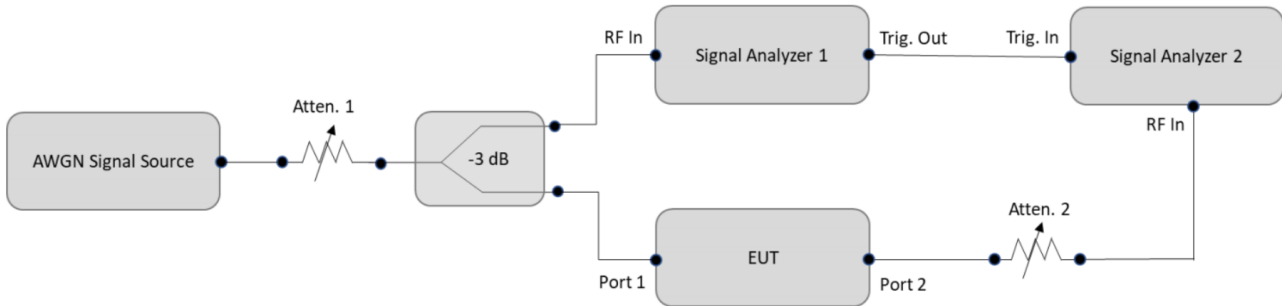 RF In
Signal Analyzer 1
Trig. Out
Trig. In
Signal Analyzer 2
RF In
Atten. 1
AWGN Signal Source
-3 dB
Atten. 2
EUT
Port 1
Port 2